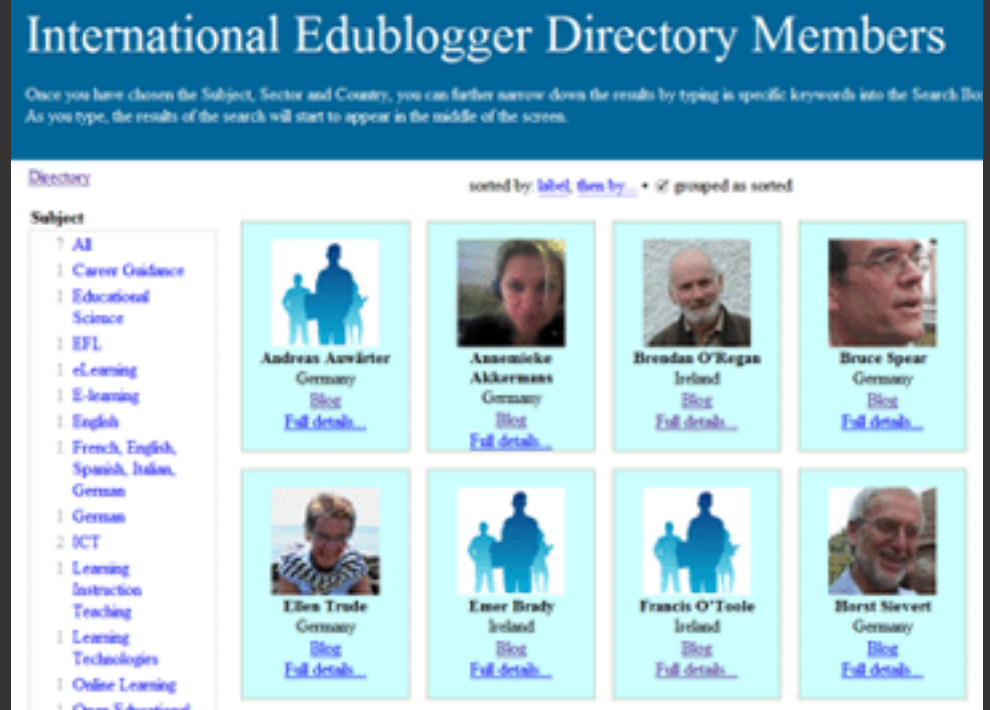 International Edublogger Directory Members
Once you have chosen the Subject, Sector and Country, you can further narrow down the results by typing in specific keywords into the Search Bo
As you type, the results of the search will start to appear in the middle of the screen.
Directory
sorted by: label, then by... • ☑ grouped as sorted
Subject
7 All
1 Career Guidance
1 Educational
Science
1 EFL
1 eLearning
1 E-learning
1 English
1 French, English,
Spanish, Italian,
German
1 German
2 ICT
1 Learning
Instruction
Teaching
1 Learning
Technologies
1 Online Learning
1 Open Educational
Andreas Auwärter
Germany
Blog
Full details...
Annemieke
Akkermans
Germany
Blog
Full details...
Brendan O'Regan
Ireland
Blog
Full details...
Bruce Spear
Germany
Blog
Full details...
Ellen Trude
Germany
Blog
Full details...
Emer Brady
Ireland
Blog
Full details...
Francis O'Toole
Ireland
Blog
Full details...
Horst Sievert
Germany
Blog
Full details...